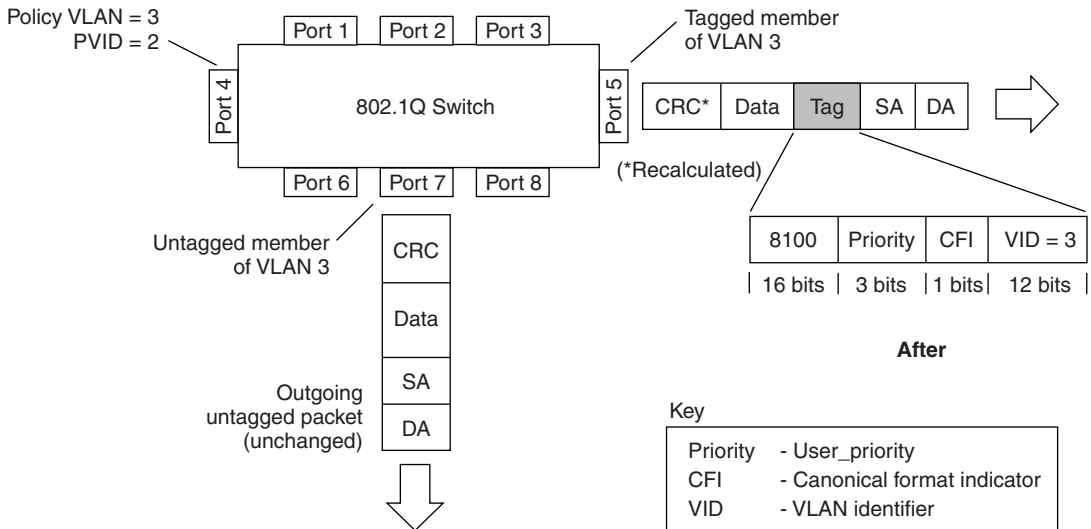 Policy VLAN = 3
PVID = 2
Port 1
Port 2
Port 3
Tagged member
of VLAN 3
Port 4
802.1Q Switch
Port 5
CRC*
Data
Tag
SA
DA
(*Recalculated)
Port 6
Port 7
Port 8
Untagged member
of VLAN 3
CRC
Data
SA
DA
8100
Priority
CFI
VID = 3
16 bits
3 bits
1 bits
12 bits
After
Outgoing
untagged packet
(unchanged)
Key
Priority - User_priority
CFI - Canonical format indicator
VID - VLAN identifier